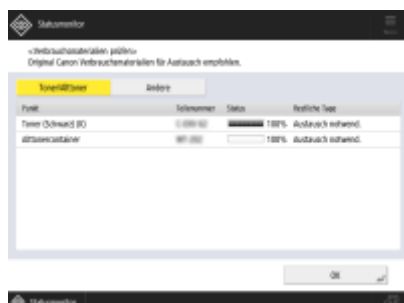 Statusmonitor
<Verbrauchsmaterialien prüfen>
Original Canon Verbrauchsmaterialien für Austausch empfohlen.
Toner/Alttoner Andere
Punkt Teilenummer Status Restliche Tage
Toner (Schwarz) (K) 100% Austausch notwend.
Alttonercontainer 100% Austausch notwend.
OK
Statusmonitor